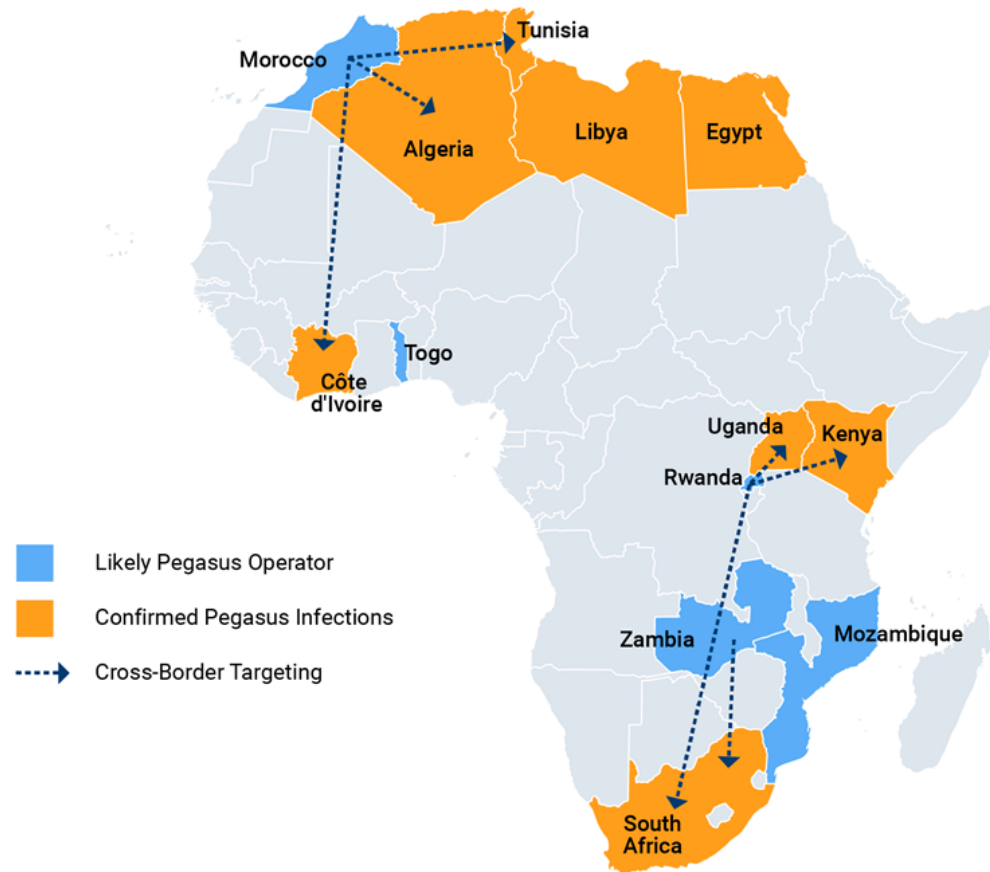 Tunisia
Morocco
Libya
Egypt
Algeria
Togo
Côte
d'Ivoire
Uganda
Kenya
Rwanda
Likely Pegasus Operator
Confirmed Pegasus Infections
Zambia
Mozambique
Cross-Border Targeting
South
Africa